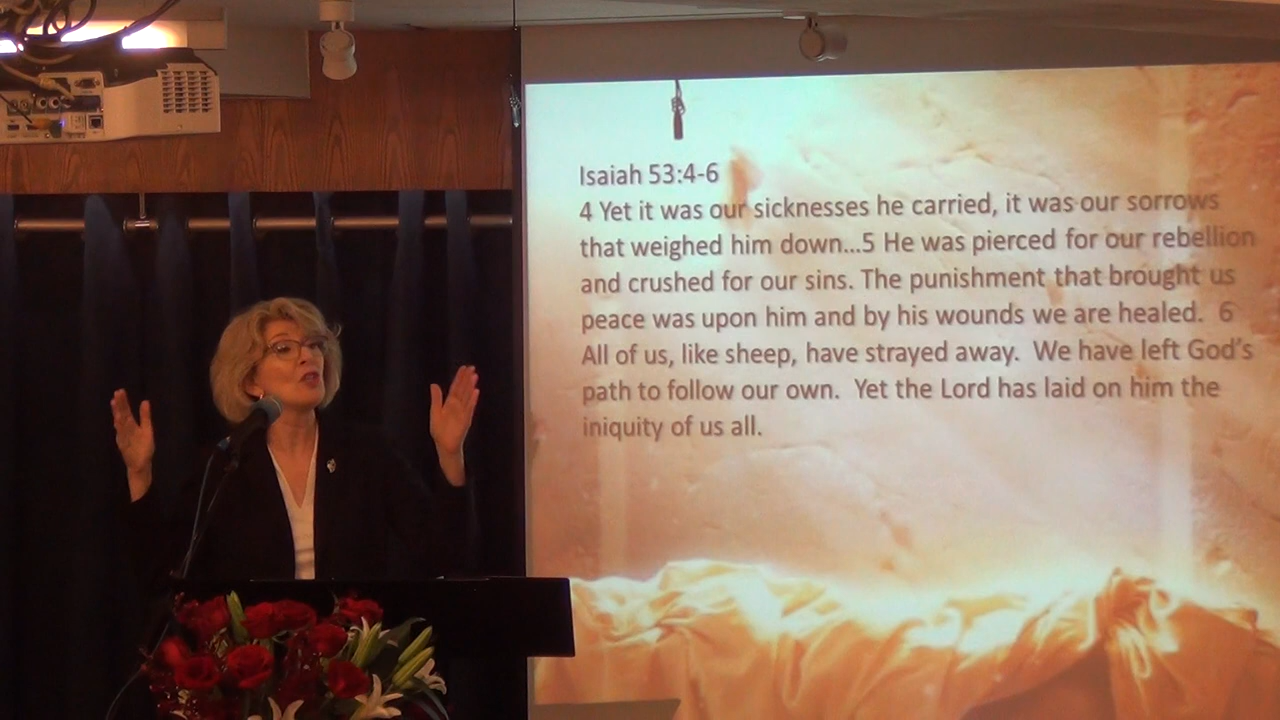 Isaiah 53:4-6
4 Yet it was our sicknesses he carried, it was our sorrows
that weighed him down...5 He was pierced for our rebellion
and crushed for our sins. The punishment that brought us
peace was upon him and by his wounds we are healed.  6
All of us, like sheep, have strayed away.  We have left God's
path to follow our own.  Yet the Lord has laid on him the
iniquity of us all.